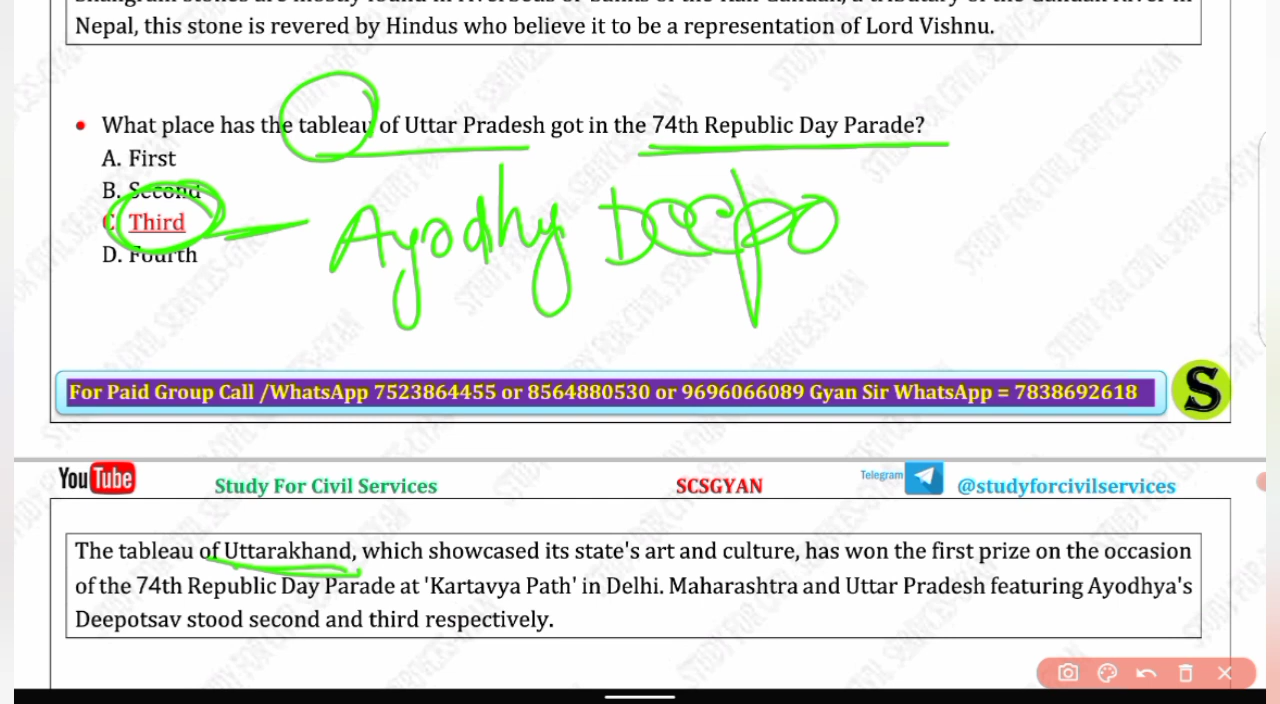 Nepal, this stone is revered by Hindus who believe it to be a representation of Lord Vishnu.
• What place has the tableau of Uttar Pradesh got in the 74th Republic Day Parade?
A. First
B. Second
C. Third
D. Fourth
Ayodhy Deepo
For Paid Group Call /WhatsApp 7523864455 or 8564880530 or 9696066089 Gyan Sir WhatsApp = 7838692618
S
YouTube
Study For Civil Services
SCSGYAN
Telegram
@studyforcivilservices
The tableau of Uttarakhand, which showcased its state's art and culture, has won the first prize on the occasion
of the 74th Republic Day Parade at 'Kartavya Path' in Delhi. Maharashtra and Uttar Pradesh featuring Ayodhya's
Deepotsav stood second and third respectively.